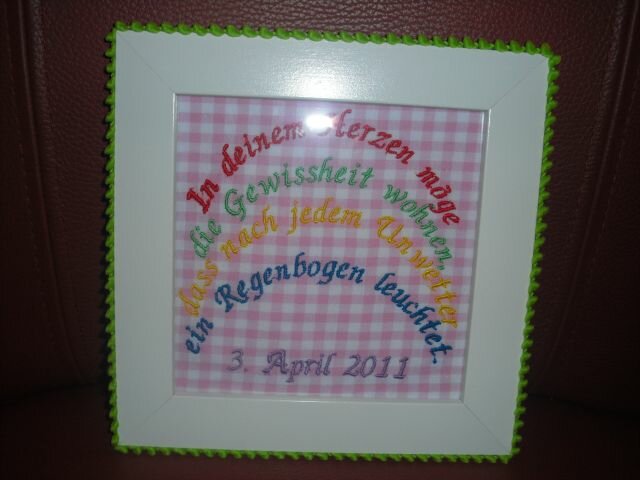 In deinem Herzen möge
die Gewissheit wohnen,
dass nach jedem Unwetter
ein Regenbogen leuchtet.
3. April 2011